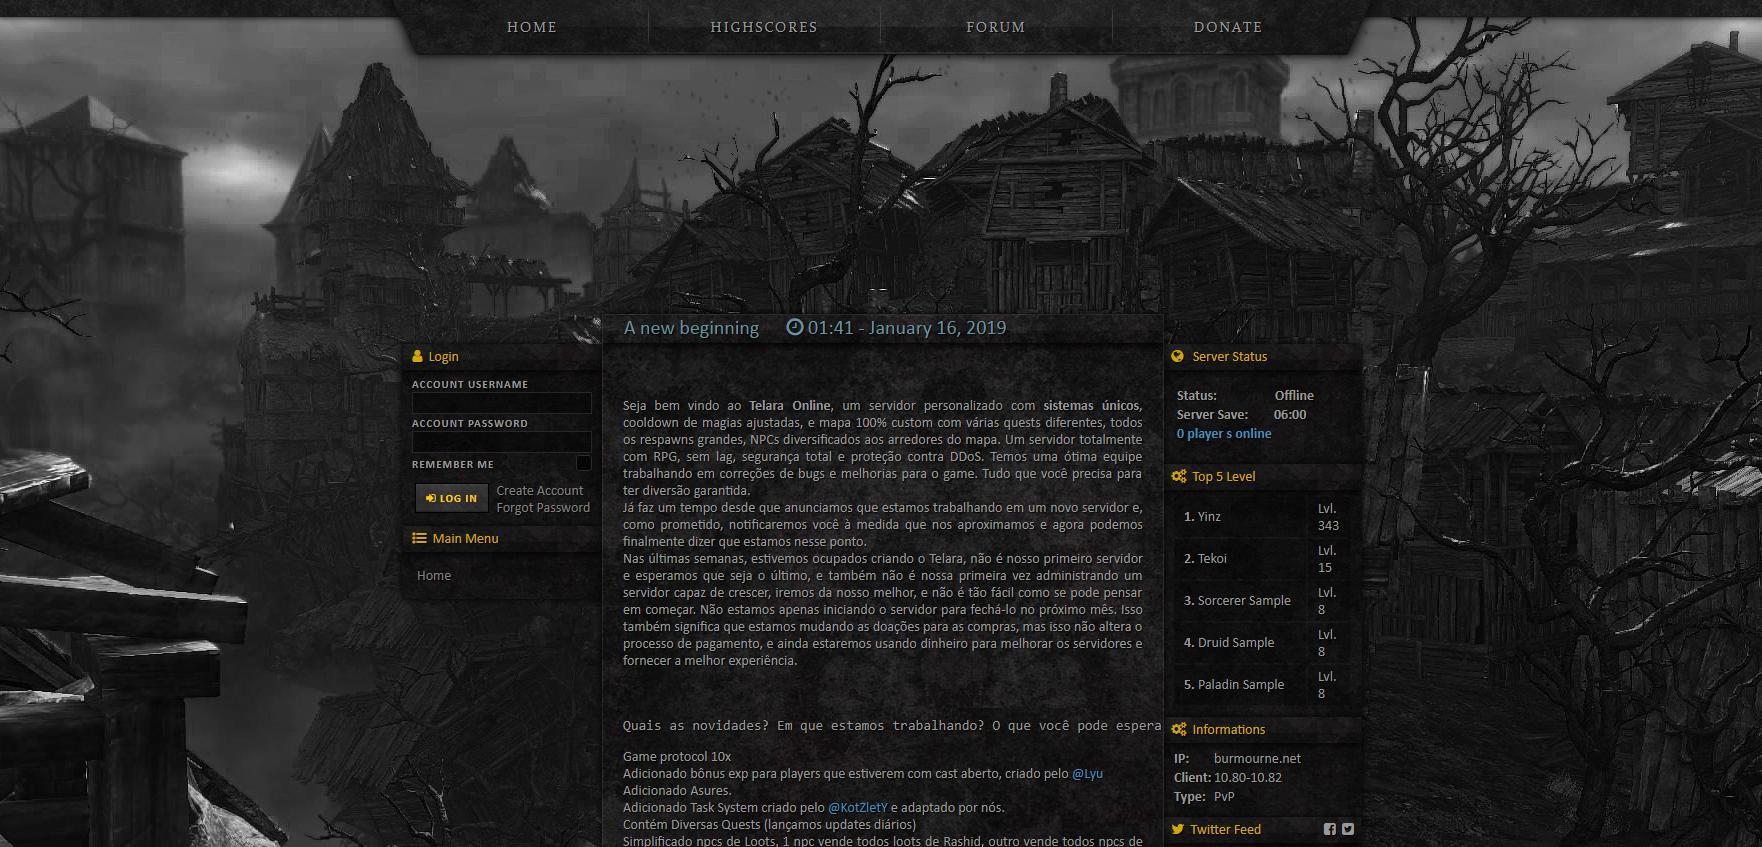 HOME
HIGHSCORES
FORUM
DONATE
A new beginning 01:41 - January 16, 2019
Login
ACCOUNT USERNAME
ACCOUNT PASSWORD
REMEMBER ME
LOG IN
Create Account
Forgot Password
Main Menu
Home
Seja bem vindo ao Telara Online, um servidor personalizado com sistemas únicos,
cooldown de magias ajustadas, e mapa 100% custom com várias quests diferentes, todos
os respawns grandes, NPCs diversificados aos arredores do mapa. Um servidor totalmente
com RPG, sem lag, segurança total e proteção contra DDoS. Temos uma ótima equipe
trabalhando em correções de bugs e melhorias para o game. Tudo que você precisa para
ter diversão garantida.
Já faz um tempo desde que anunciamos que estamos trabalhando em um novo servidor e,
como prometido, notificaremos você à medida que nos aproximamos e agora podemos
finalmente dizer que estamos nesse ponto.
Nas últimas semanas, estivemos ocupados criando o Telara, não é nosso primeiro servidor
e esperamos que seja o último, e também não é nossa primeira vez administrando um
servidor capaz de crescer, iremos da nosso melhor, e não é tão fácil como se pode pensar
em começar. Não estamos apenas iniciando o servidor para fechá-lo no próximo mês. Isso
também significa que estamos mudando as doações para as compras, mas isso não altera o
processo de pagamento, e ainda estaremos usando dinheiro para melhorar os servidores e
fornecer a melhor experiência.
Quais as novidades? Em que estamos trabalhando? O que você pode espera
Game protocol 10x
Adicionado bônus exp para players que estiverem com cast aberto, criado pelo @Lyu
Adicionado Asures.
Adicionado Task System criado pelo @KotZletY e adaptado por nós.
Contém Diversas Quests (lançamos updates diários)
Simplificado npcs de Loots, 1 npc vende todos loots de Rashid, outro vende todos npcs de
Server Status
Status: Offline
Server Save: 06:00
0 player s online
Top 5 Level
1. Yinz Lvl.
343
2. Tekoi Lvl.
15
3. Sorcerer Sample Lvl.
8
4. Druid Sample Lvl.
8
5. Paladin Sample Lvl.
8
Informations
IP: burmourne.net
Client: 10.80-10.82
Type: PvP
Twitter Feed